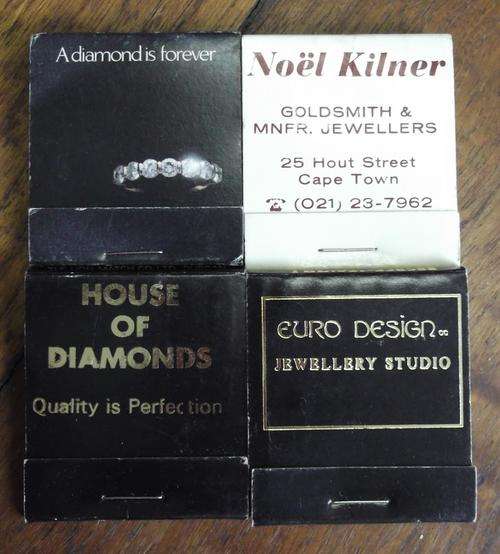 A diamond is forever
Noël Kilner
GOLDSMITH &
MNFR. JEWELLERS
25 Hout Street
Cape Town
☎ (021) 23-7962
HOUSE
OF
DIAMONDS
Quality is Perfection
EURO DESIGN cc
JEWELLERY STUDIO